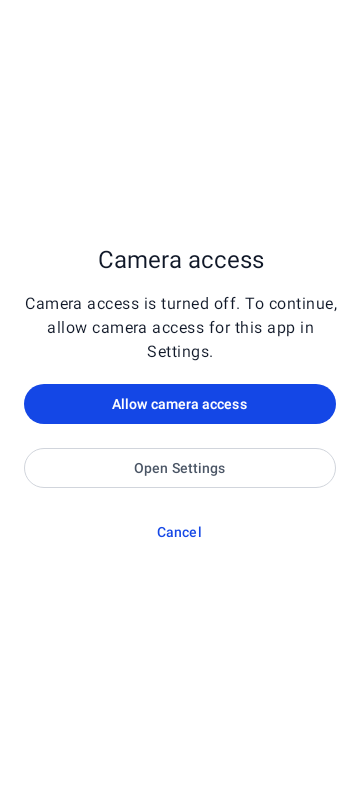 Camera access
Camera access is turned off. To continue,
allow camera access for this app in
Settings.
Allow camera access
Open Settings
Cancel